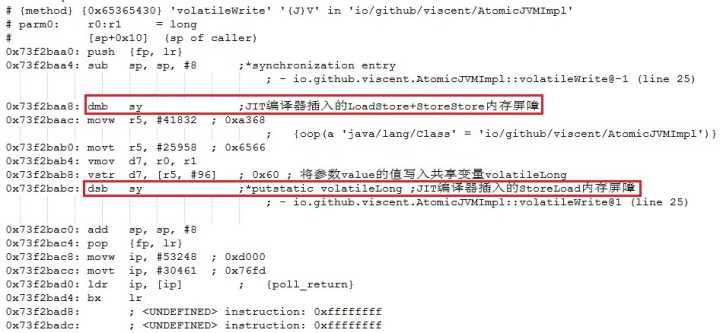 # {method} {0x65365430} 'volatileWrite' '(J)V' in 'io/github/viscent/AtomicJVMImpl'
# parm0:    r0:r1     = long
#           [sp+0x10]  (sp of caller)
0x73f2baa0: push  {fp, lr}
0x73f2baa4: sub   sp, sp, #8    ;*synchronization entry
; - io.github.viscent.AtomicJVMImpl::volatileWrite@-1 (line 25)
0x73f2baa8: dmb   sy            ;JIT编译器插入的LoadStore+StoreStore内存屏障
0x73f2baac: movw  r5, #41832  ; 0xa368
;   {oop(a 'java/lang/Class' = 'io/github/viscent/AtomicJVMImpl')}
0x73f2bab0: movt  r5, #25958  ; 0x6566
0x73f2bab4: vmov  d7, r0, r1
0x73f2bab8: vstr  d7, [r5, #96]  ; 0x60 ; 将参数value的值写入共享变量volatileLong
0x73f2babc: dsb   sy            ;*putstatic volatileLong ;JIT编译器插入的StoreLoad内存屏障
; - io.github.viscent.AtomicJVMImpl::volatileWrite@1 (line 25)
0x73f2bac0: add   sp, sp, #8
0x73f2bac4: pop   {fp, lr}
0x73f2bac8: movw  ip, #53248  ; 0xd000
0x73f2bacc: movt  ip, #30461  ; 0x76fd
0x73f2bad0: ldr   ip, [ip]      ;   {poll_return}
0x73f2bad4: bx    lr
0x73f2bad8:       ; <UNDEFINED> instruction: 0xffffffff
0x73f2badc:       ; <UNDEFINED> instruction: 0xffffffff